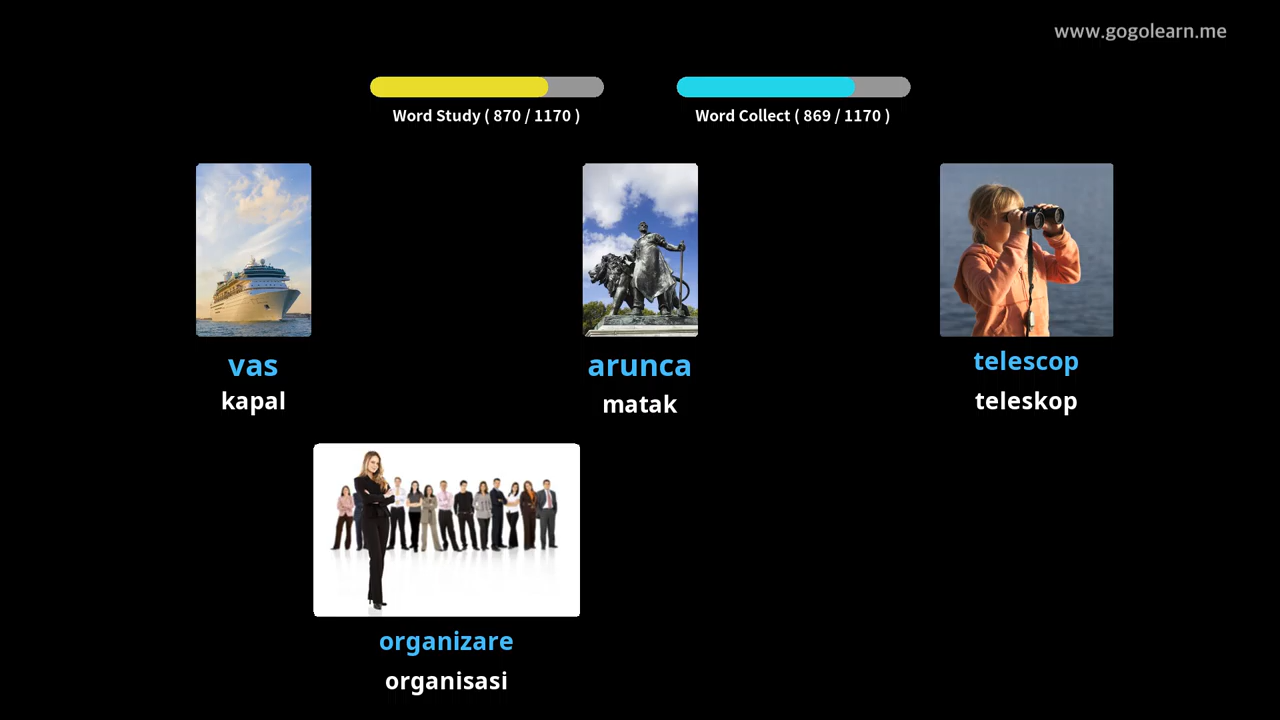 www.gogolearn.me
Word Study ( 870 / 1170 )
Word Collect ( 869 / 1170 )
vas
kapal
arunca
matak
telescop
teleskop
organizare
organisasi